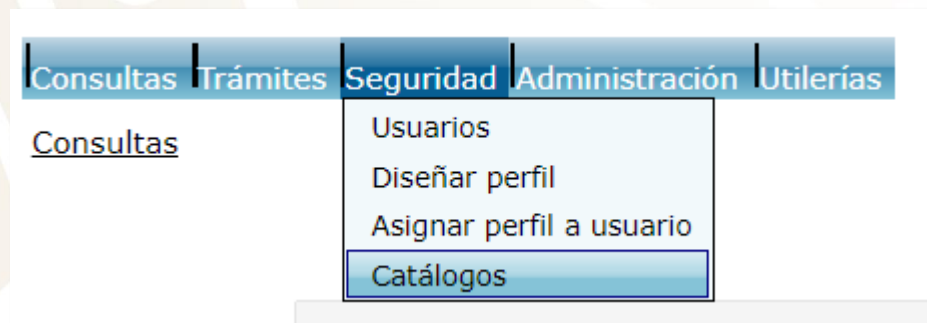 Consultas Trámites Seguridad Administración Utilerías
Consultas
Usuarios
Diseñar perfil
Asignar perfil a usuario
Catálogos